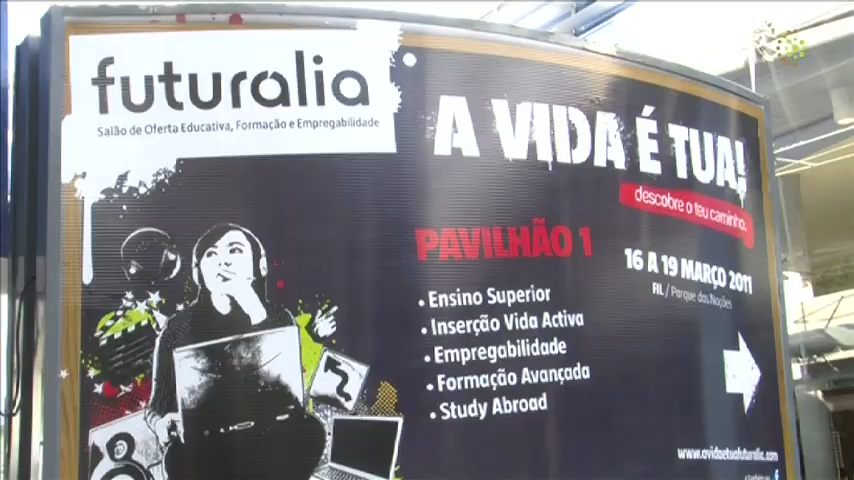 futuralia
Salão de Oferta Educativa, Formação e Empregabilidade
A VIDA É TUA!
descobre o teu caminho.
PAVILHÃO 1
16 A 19 MARÇO 2011
FIL / Parque das Nações
• Ensino Superior
• Inserção Vida Activa
• Empregabilidade
• Formação Avançada
• Study Abroad
www.avidaetuafuturalia.com